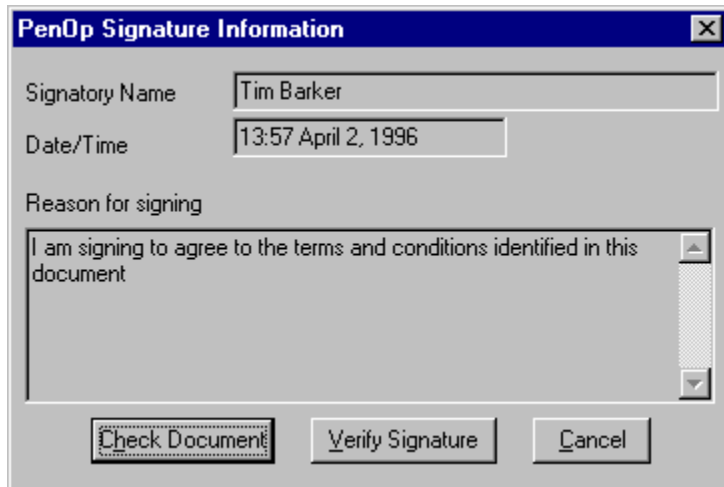 PenOp Signature Information
Signatory Name
Tim Barker
Date/Time
13:57 April 2, 1996
Reason for signing
I am signing to agree to the terms and conditions identified in this
document
Check Document
Verify Signature
Cancel